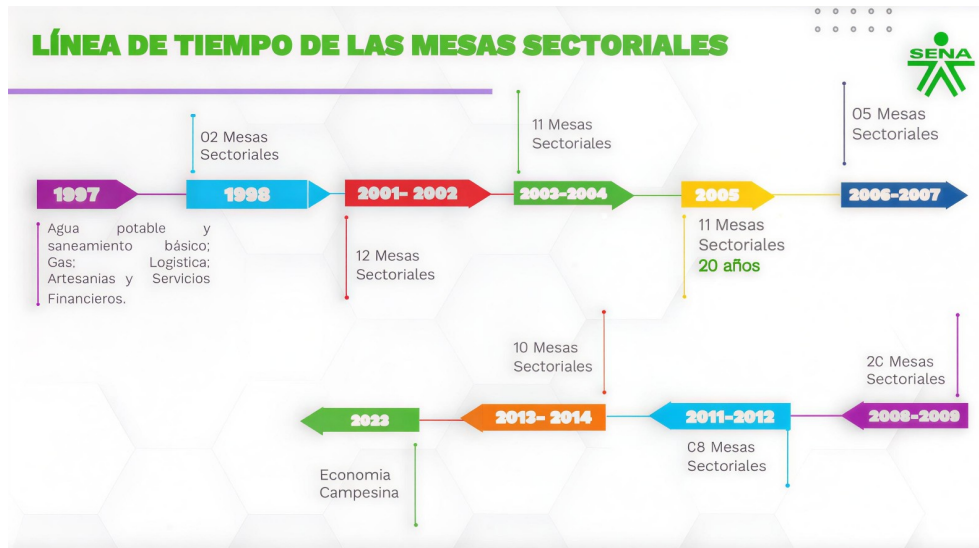 LÍNEA DE TIEMPO DE LAS MESAS SECTORIALES
SENA
02 Mesas
Sectoriales
11 Mesas
Sectoriales
05 Mesas
Sectoriales
1997
1998
2001- 2002
2003-2004
2005
2006-2007
Agua potable y
saneamiento básico;
Gas; Logistica;
Artesanias y Servicios
Financieros.
12 Mesas
Sectoriales
11 Mesas
Sectoriales
20 años
10 Mesas
Sectoriales
2C Mesas
Sectoriales
2023
2013- 2014
2011-2012
2008-2009
Economia
Campesina
C8 Mesas
Sectoriales